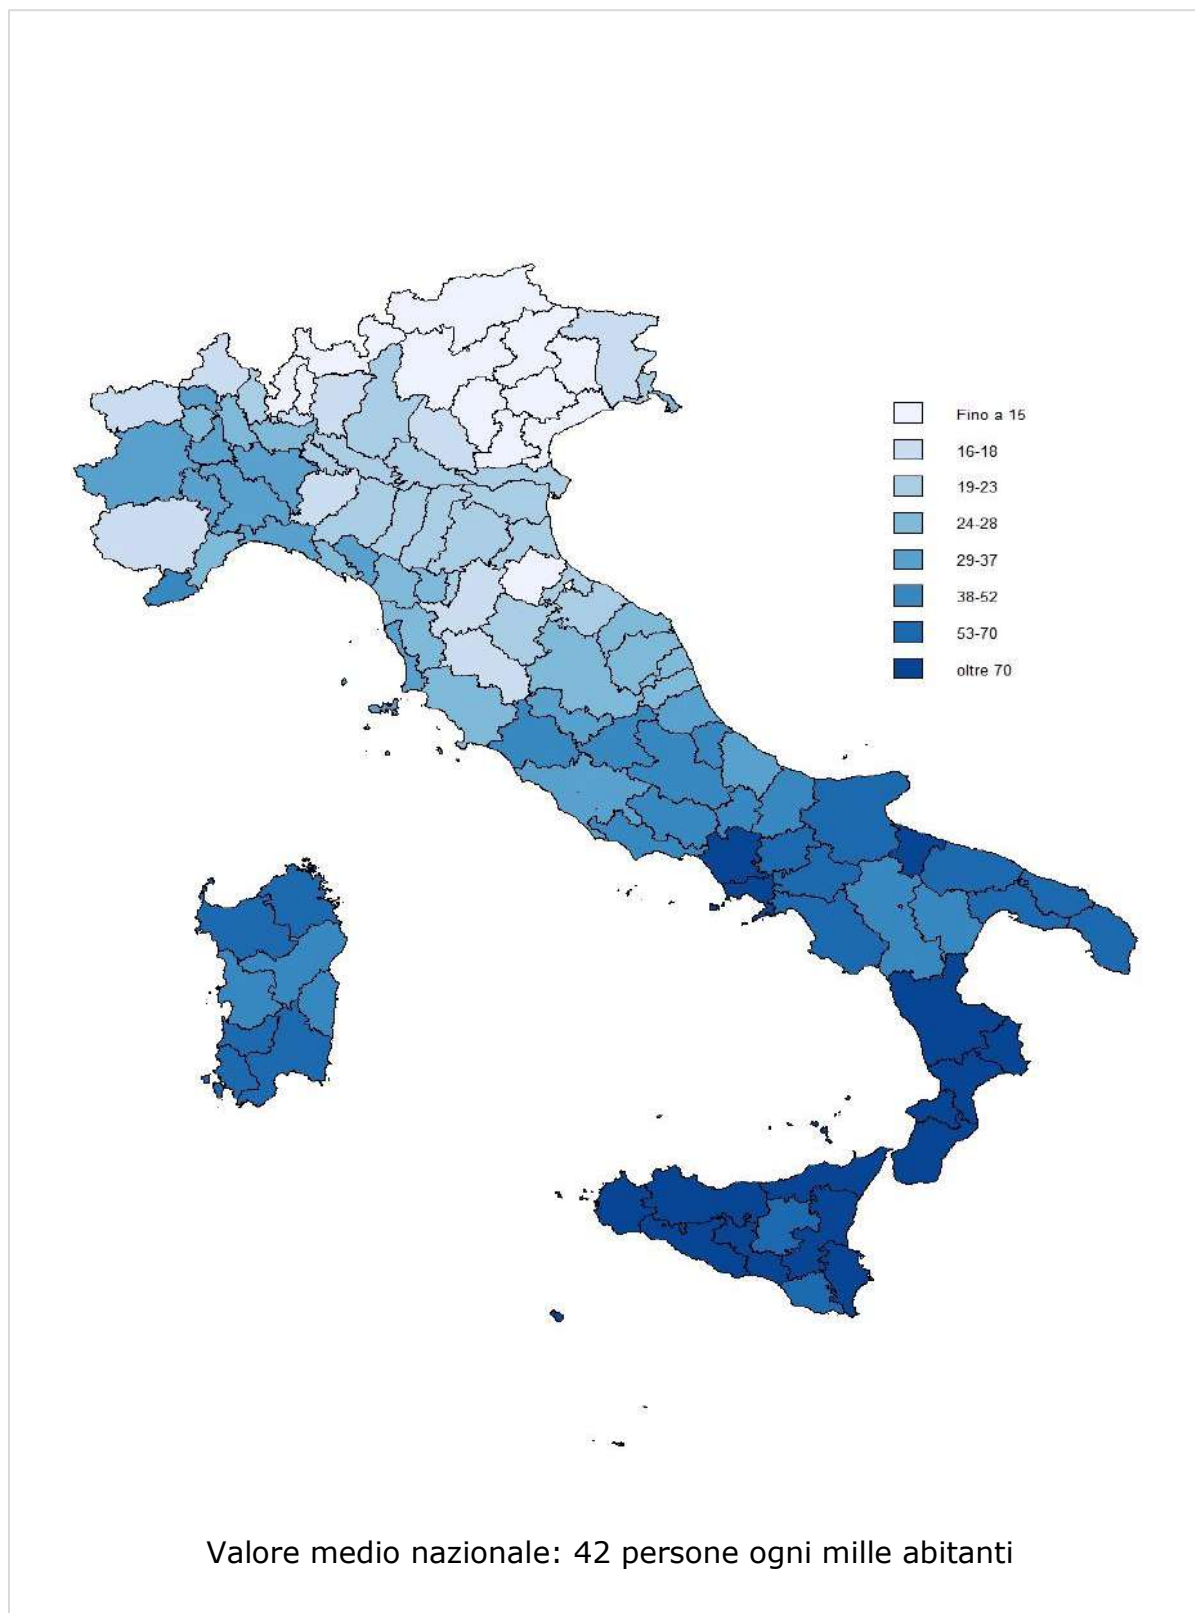 Fino a 15
16-18
19-23
24-28
29-37
38-52
53-70
oltre 70
Valore medio nazionale: 42 persone ogni mille abitanti